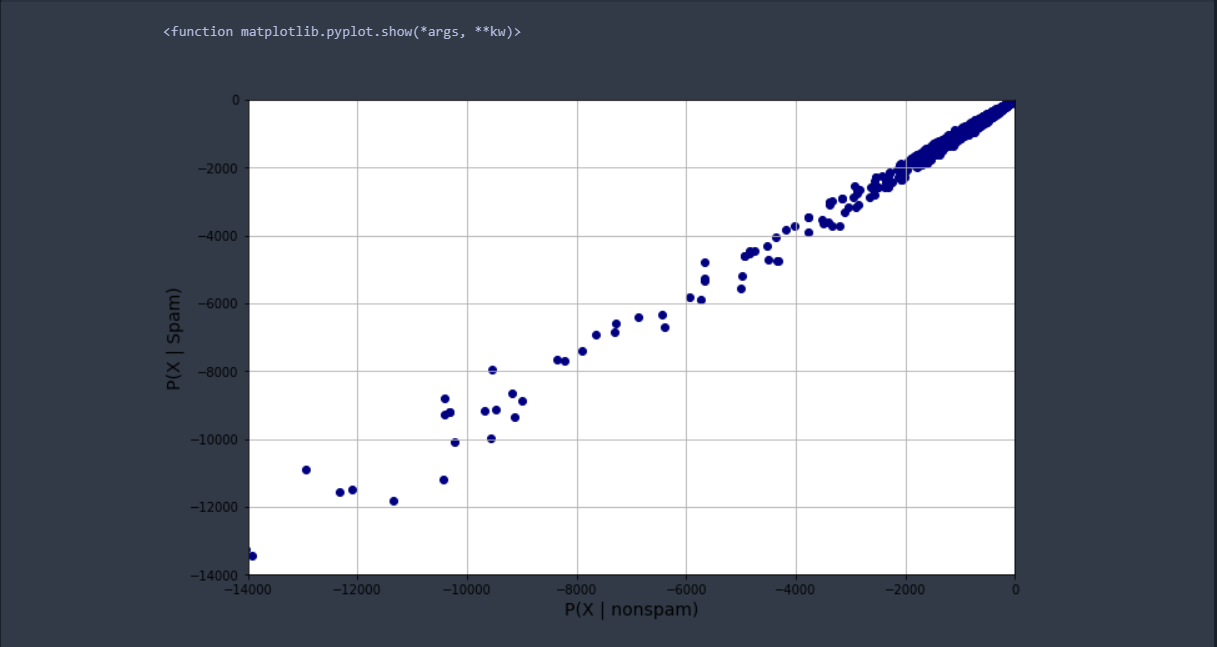 <function matplotlib.pyplot.show(*args, **kw)>
0
−2000
−4000
−6000
−8000
−10000
−12000
−14000
P(X | Spam)
−14000 −12000 −10000 −8000 −6000 −4000 −2000 0
P(X | nonspam)